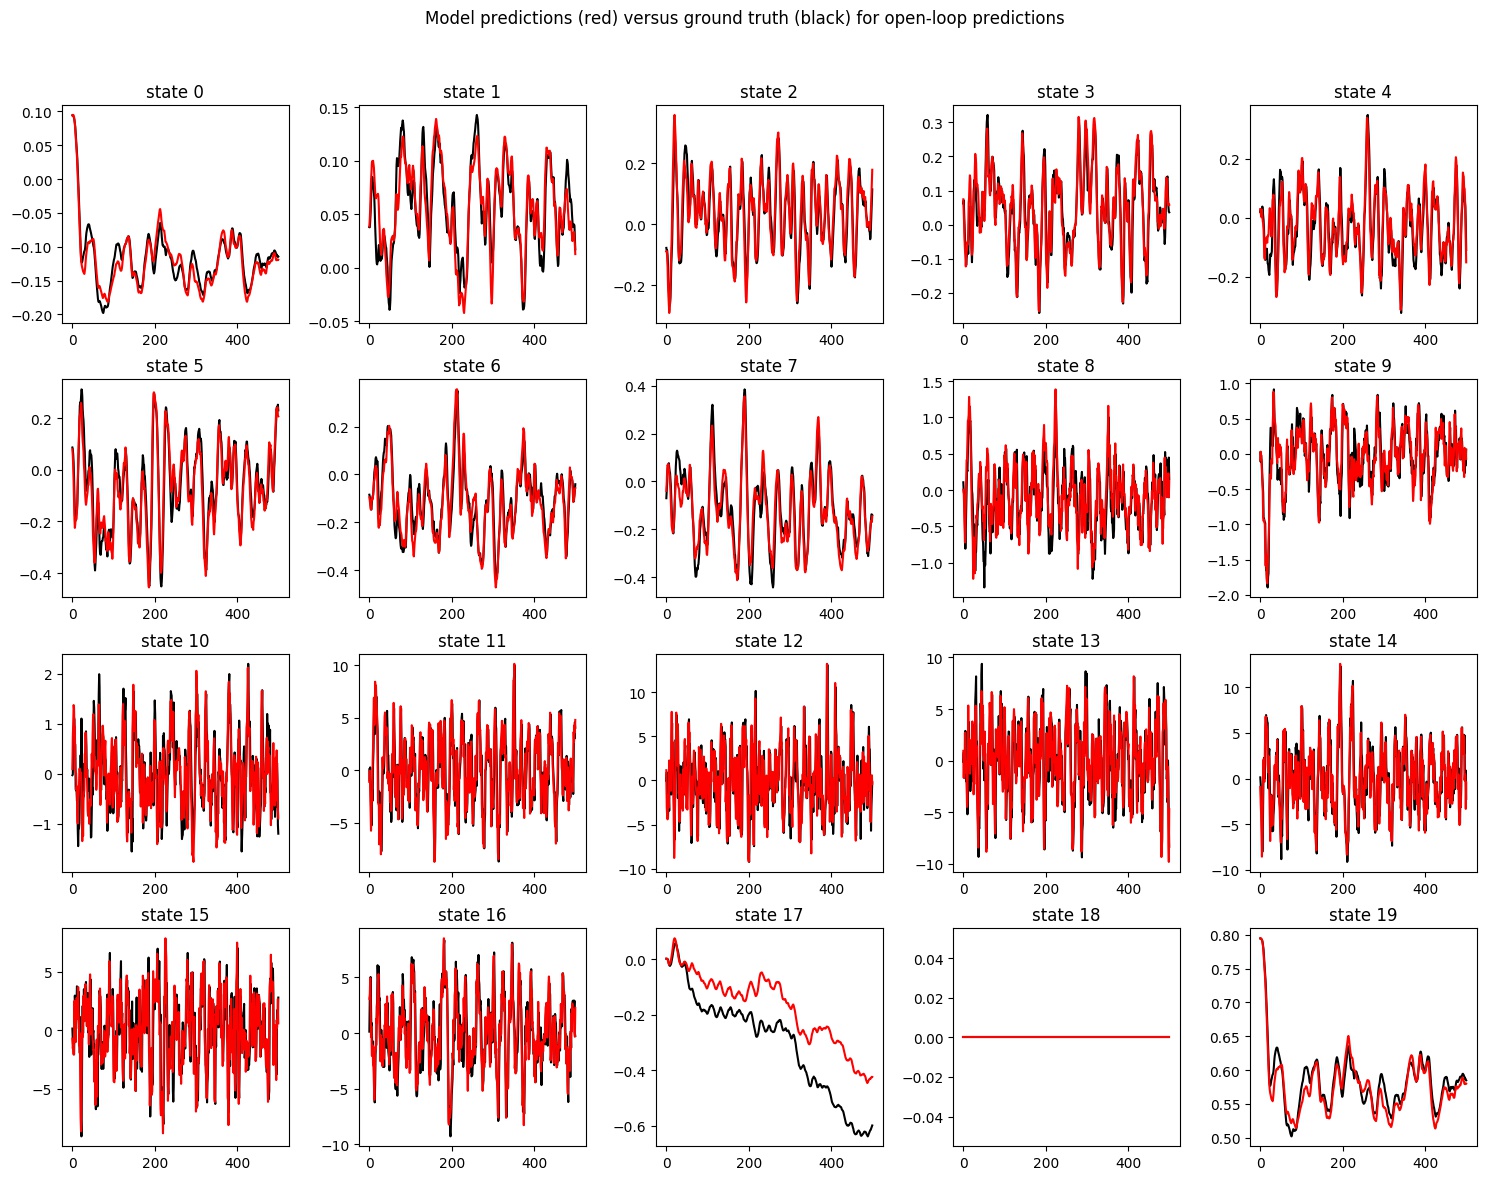 Model predictions (red) versus ground truth (black) for open-loop predictions
state 0 state 1 state 2 state 3 state 4
0.10 0.05 0.00 −0.05 −0.10 −0.15 −0.20 0 200 400
0.15 0.10 0.05 0.00 −0.05 0 200 400
0.2 0.0 −0.2 0 200 400
0.3 0.2 0.1 0.0 −0.1 −0.2 0 200 400
0.2 0.0 −0.2 0 200 400
state 5 state 6 state 7 state 8 state 9
0.2 0.0 −0.2 −0.4 0 200 400
0.2 0.0 −0.2 −0.4 0 200 400
0.4 0.2 0.0 −0.2 −0.4 0 200 400
1.5 1.0 0.5 0.0 −0.5 −1.0 0 200 400
1.0 0.5 0.0 −0.5 −1.0 −1.5 −2.0 0 200 400
state 10 state 11 state 12 state 13 state 14
2 1 0 −1 0 200 400
10 5 0 −5 0 200 400
10 5 0 −5 −10 0 200 400
10 5 0 −5 −10 0 200 400
10 5 0 −5 −10 0 200 400
state 15 state 16 state 17 state 18 state 19
5 0 −5 0 200 400
5 0 −5 −10 0 200 400
0.0 −0.2 −0.4 −0.6 0 200 400
0.04 0.02 0.00 −0.02 −0.04 0 200 400
0.80 0.75 0.70 0.65 0.60 0.55 0.50 0 200 400